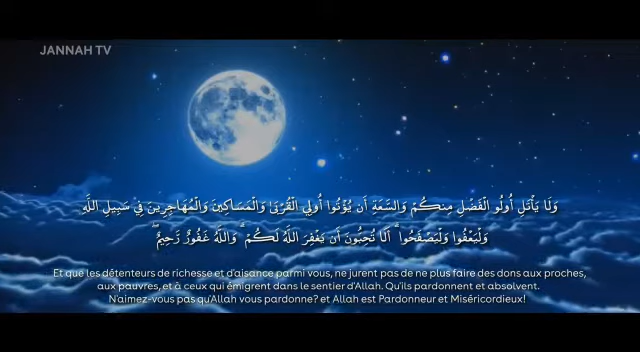 JANNAH TV
وَلَا يَأْتَلِ أُولُو الْفَضْلِ مِنكُمْ وَالسَّعَةِ أَن يُؤْتُوا أُولِي الْقُرْبَىٰ وَالْمَسَاكِينَ وَالْمُهَاجِرِينَ فِي سَبِيلِ اللَّهِ
وَلْيَعْفُوا وَلْيَصْفَحُوا ۗ أَلَا تُحِبُّونَ أَن يَغْفِرَ اللَّهُ لَكُمْ ۗ وَاللَّهُ غَفُورٌ رَّحِيمٌ
Et que les détenteurs de richesse et d'aisance parmi vous, ne jurent pas de ne plus faire des dons aux proches,
aux pauvres, et à ceux qui émigrent dans le sentier d'Allah. Qu'ils pardonnent et absolvent.
N'aimez-vous pas qu'Allah vous pardonne? et Allah est Pardonneur et Miséricordieux!